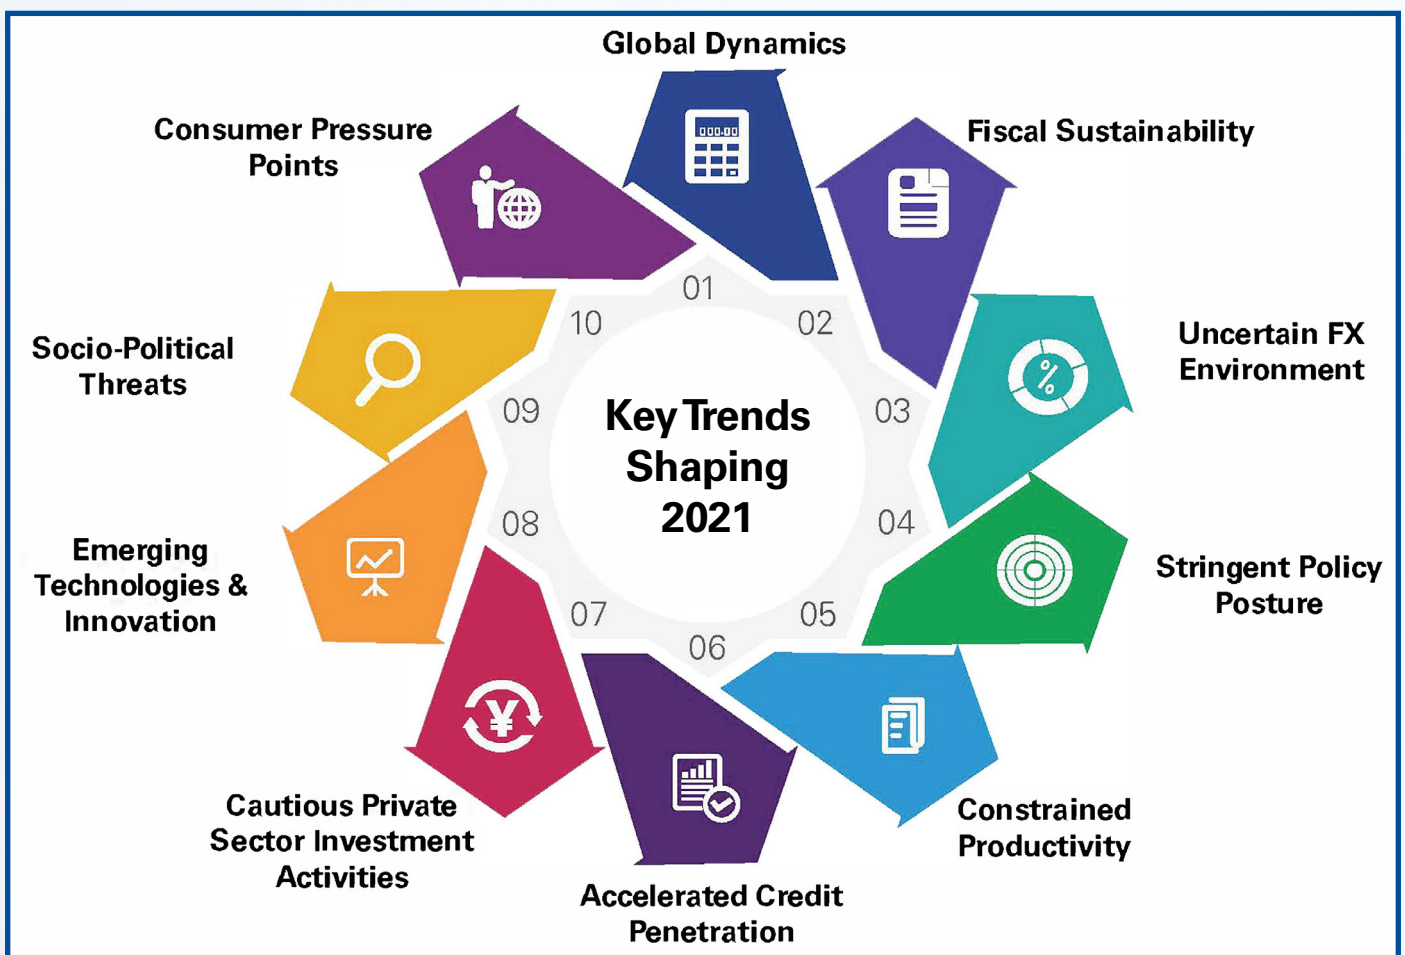 Global Dynamics
Fiscal Sustainability
Uncertain FX
Environment
Stringent Policy
Posture
Constrained
Productivity
Accelerated Credit
Penetration
Cautious Private
Sector Investment
Activities
Emerging
Technologies &
Innovation
Socio-Political
Threats
Consumer Pressure
Points
000.00
%
¥
01
02
03
04
05
06
07
08
09
10
Key Trends
Shaping
2021